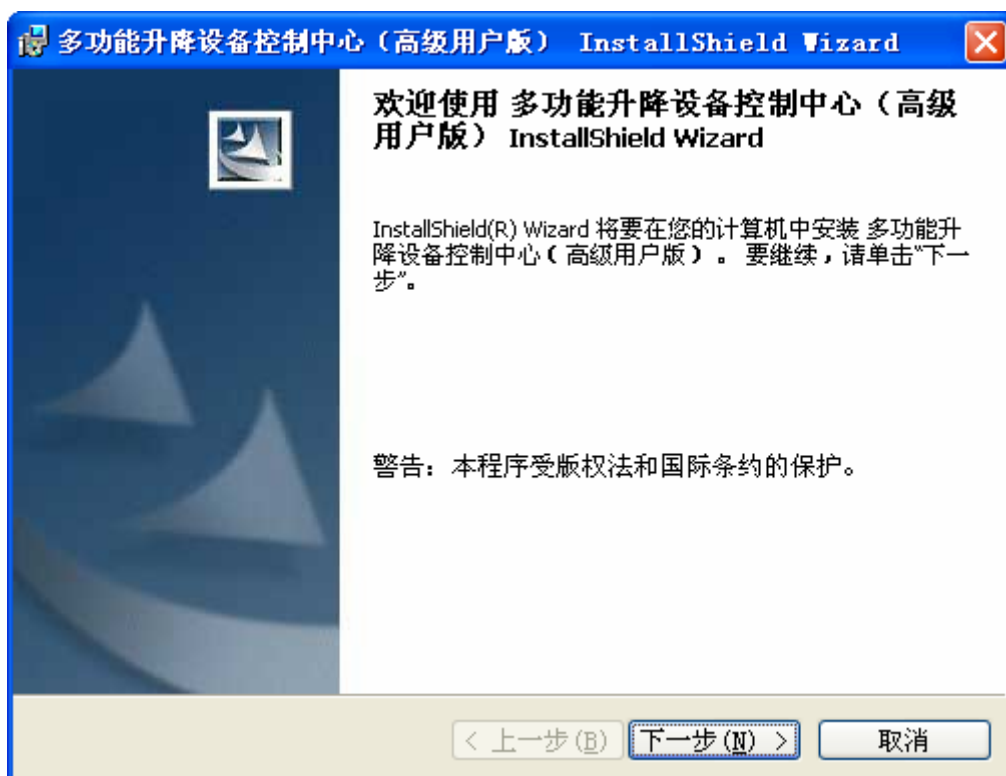 多功能升降设备控制中心（高级用户版） InstallShield Wizard
欢迎使用 多功能升降设备控制中心（高级
用户版） InstallShield Wizard
InstallShield(R) Wizard 将要在您的计算机中安装 多功能升
降设备控制中心（高级用户版）。 要继续，请单击“下一
步”。
警告：本程序受版权法和国际条约的保护。
< 上一步(B) 下一步(N) > 取消